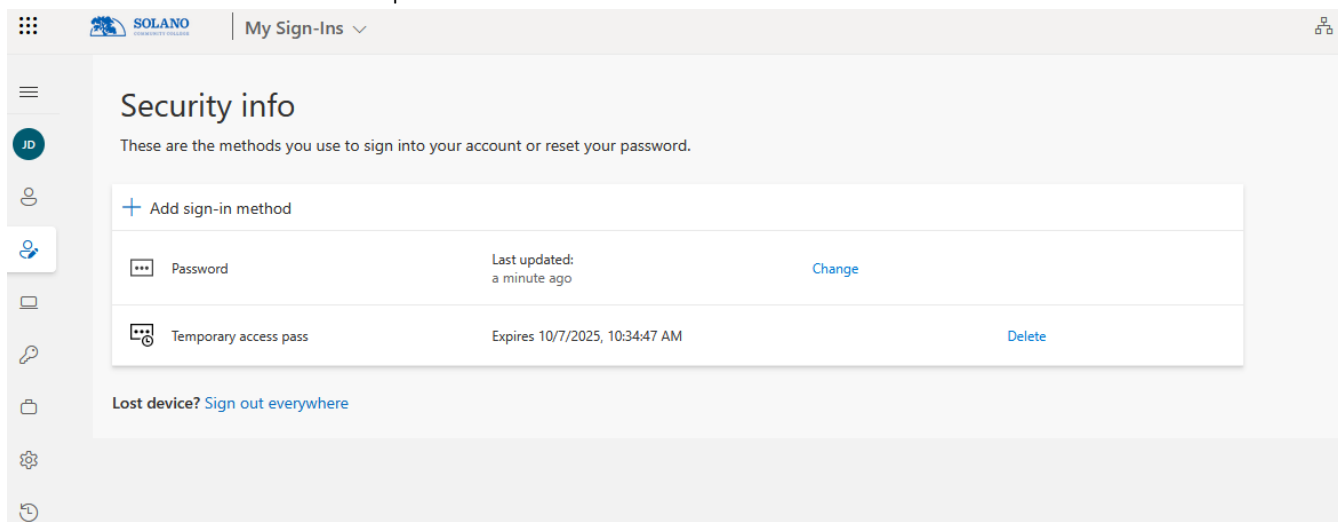 SOLANO
COMMUNITY COLLEGE
My Sign-Ins
Security info
JD
These are the methods you use to sign into your account or reset your password.
Add sign-in method
Password
Last updated:
a minute ago
Change
Temporary access pass
Expires 10/7/2025, 10:34:47 AM
Delete
Lost device? Sign out everywhere